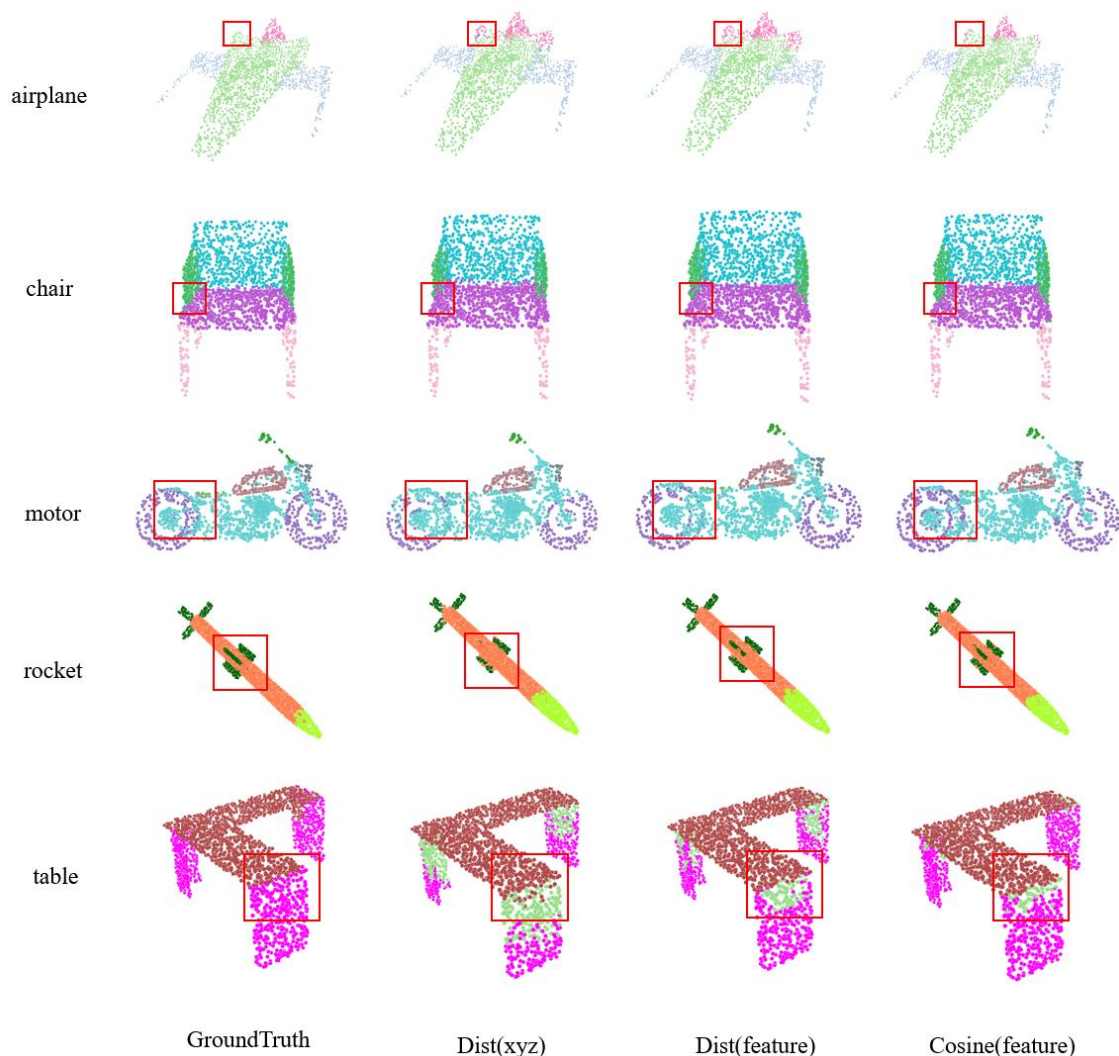 airplane
chair
motor
rocket
table
GroundTruth
Dist(xyz)
Dist(feature)
Cosine(feature)